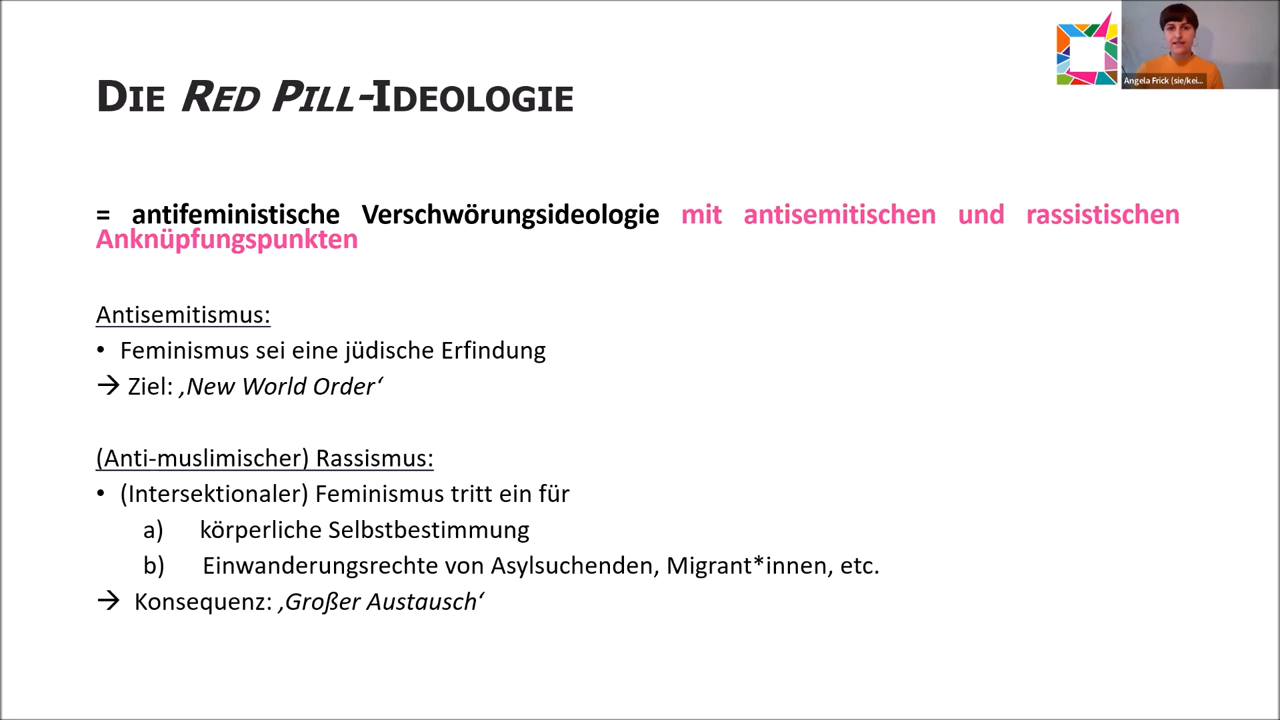 DIE RED PILL-IDEOLOGIE
= antifeministische Verschwörungsideologie mit antisemitischen und rassistischen
Anknüpfungspunkten
Antisemitismus:
• Feminismus sei eine jüdische Erfindung
→ Ziel: ‚New World Order‘
(Anti-muslimischer) Rassismus:
• (Intersektionaler) Feminismus tritt ein für
a) körperliche Selbstbestimmung
b) Einwanderungsrechte von Asylsuchenden, Migrant*innen, etc.
→ Konsequenz: ‚Großer Austausch‘
Angela Frick (sie/kei...